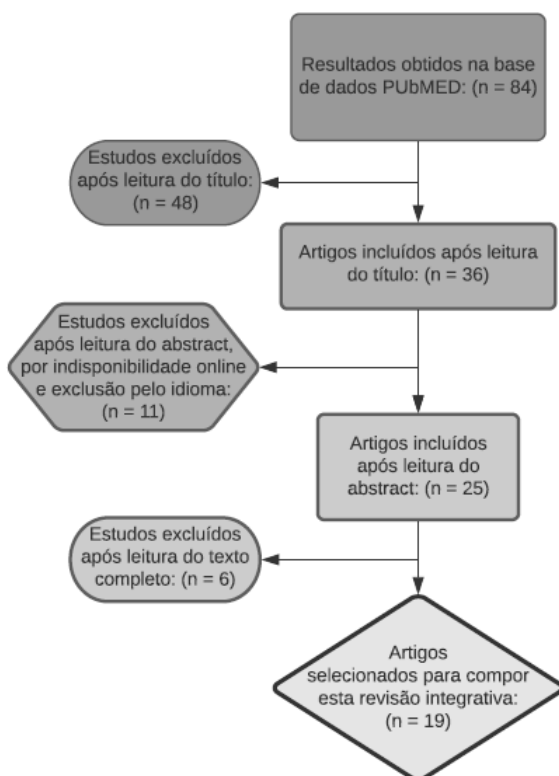 Resultados obtidos na base
de dados PUbMED: (n = 84)
Estudos excluídos
após leitura do título:
(n = 48)
Artigos incluídos após leitura
do título: (n = 36)
Estudos excluídos
após leitura do abstract,
por indisponibilidade online
e exclusão pelo idioma:
(n = 11)
Artigos incluídos
após leitura do
abstract: (n = 25)
Estudos excluídos
após leitura do texto
completo: (n = 6)
Artigos
selecionados para compor
esta revisão integrativa:
(n = 19)